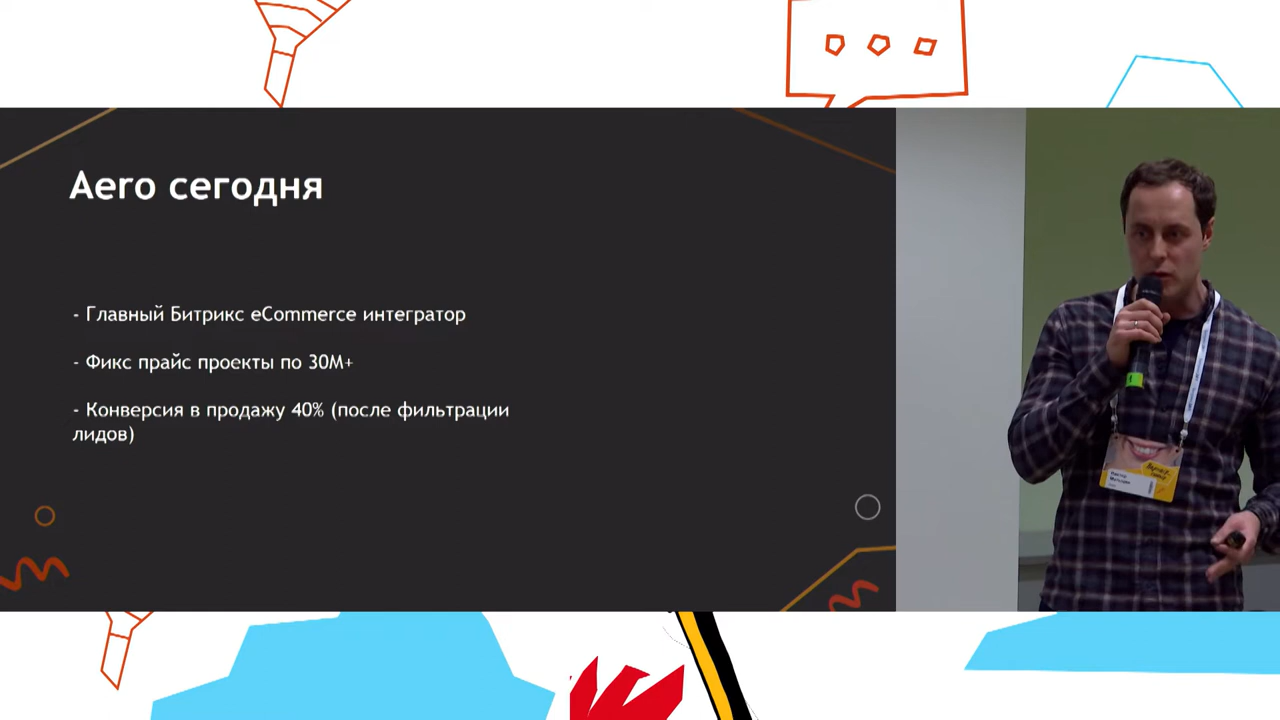 Aero сегодня
- Главный Битрикс eCommerce интегратор
- Фикс прайс проекты по 30М+
- Конверсия в продажу 40% (после фильтрации
лидов)